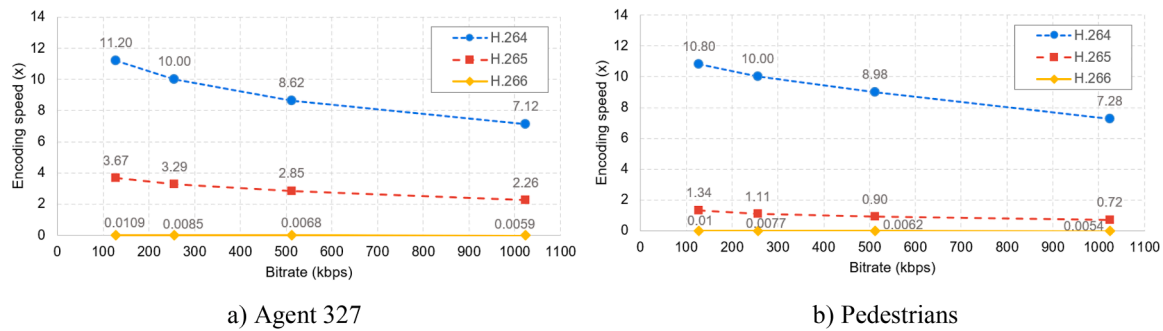 14
12
10
8
6
4
2
0
Encoding speed (x)
11.20
10.00
8.62
7.12
3.67
3.29
2.85
2.26
0.0109
0.0085
0.0068
0.0059
H.264
H.265
H.266
0 100 200 300 400 500 600 700 800 900 1000 1100
Bitrate (kbps)
a) Agent 327
14
12
10
8
6
4
2
0
Encoding speed (x)
10.80
10.00
8.98
7.28
1.34
1.11
0.90
0.72
0.01
0.0077
0.0062
0.0054
H.264
H.265
H.266
0 100 200 300 400 500 600 700 800 900 1000 1100
Bitrate (kbps)
b) Pedestrians